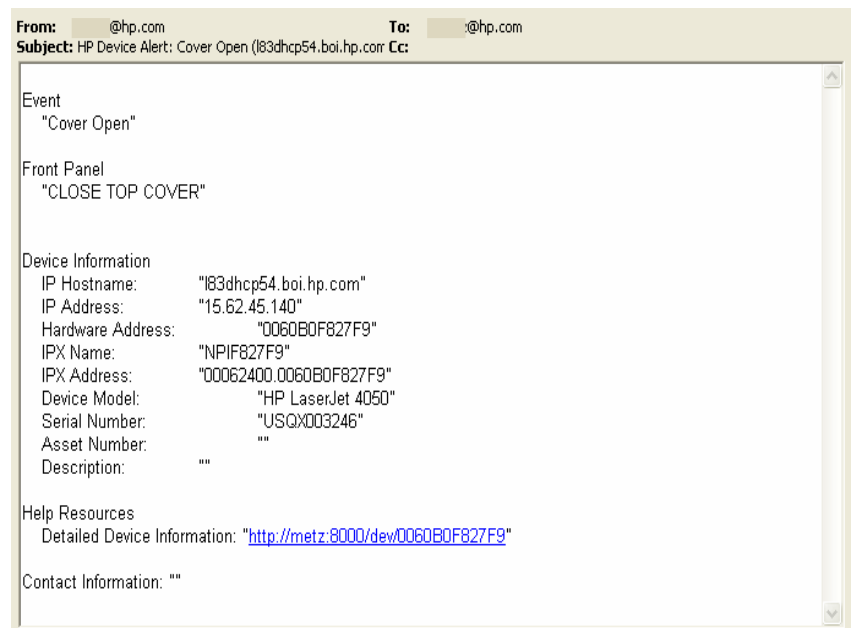 From: @hp.com To: @hp.com
Subject: HP Device Alert: Cover Open (l83dhcp54.boi.hp.com Cc:
Event
"Cover Open"
Front Panel
"CLOSE TOP COVER"
Device Information
IP Hostname: "l83dhcp54.boi.hp.com"
IP Address: "15.62.45.140"
Hardware Address: "0060B0F827F9"
IPX Name: "NPIF827F9"
IPX Address: "00062400.0060B0F827F9"
Device Model: "HP LaserJet 4050"
Serial Number: "USQX003246"
Asset Number: ""
Description: ""
Help Resources
Detailed Device Information: "http://metz:8000/dev/0060B0F827F9"
Contact Information: ""